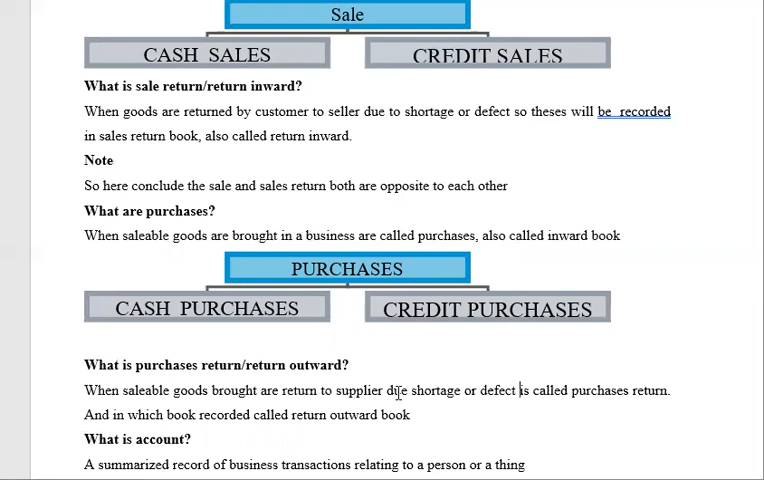 Sale
CASH SALES
CREDIT SALES
What is sale return/return inward?
When goods are returned by customer to seller due to shortage or defect so theses will be recorded
in sales return book, also called return inward.
Note
So here conclude the sale and sales return both are opposite to each other
What are purchases?
When saleable goods are brought in a business are called purchases, also called inward book
PURCHASES
CASH PURCHASES
CREDIT PURCHASES
What is purchases return/return outward?
When saleable goods brought are return to supplier due shortage or defect is called purchases return.
And in which book recorded called return outward book
What is account?
A summarized record of business transactions relating to a person or a thing